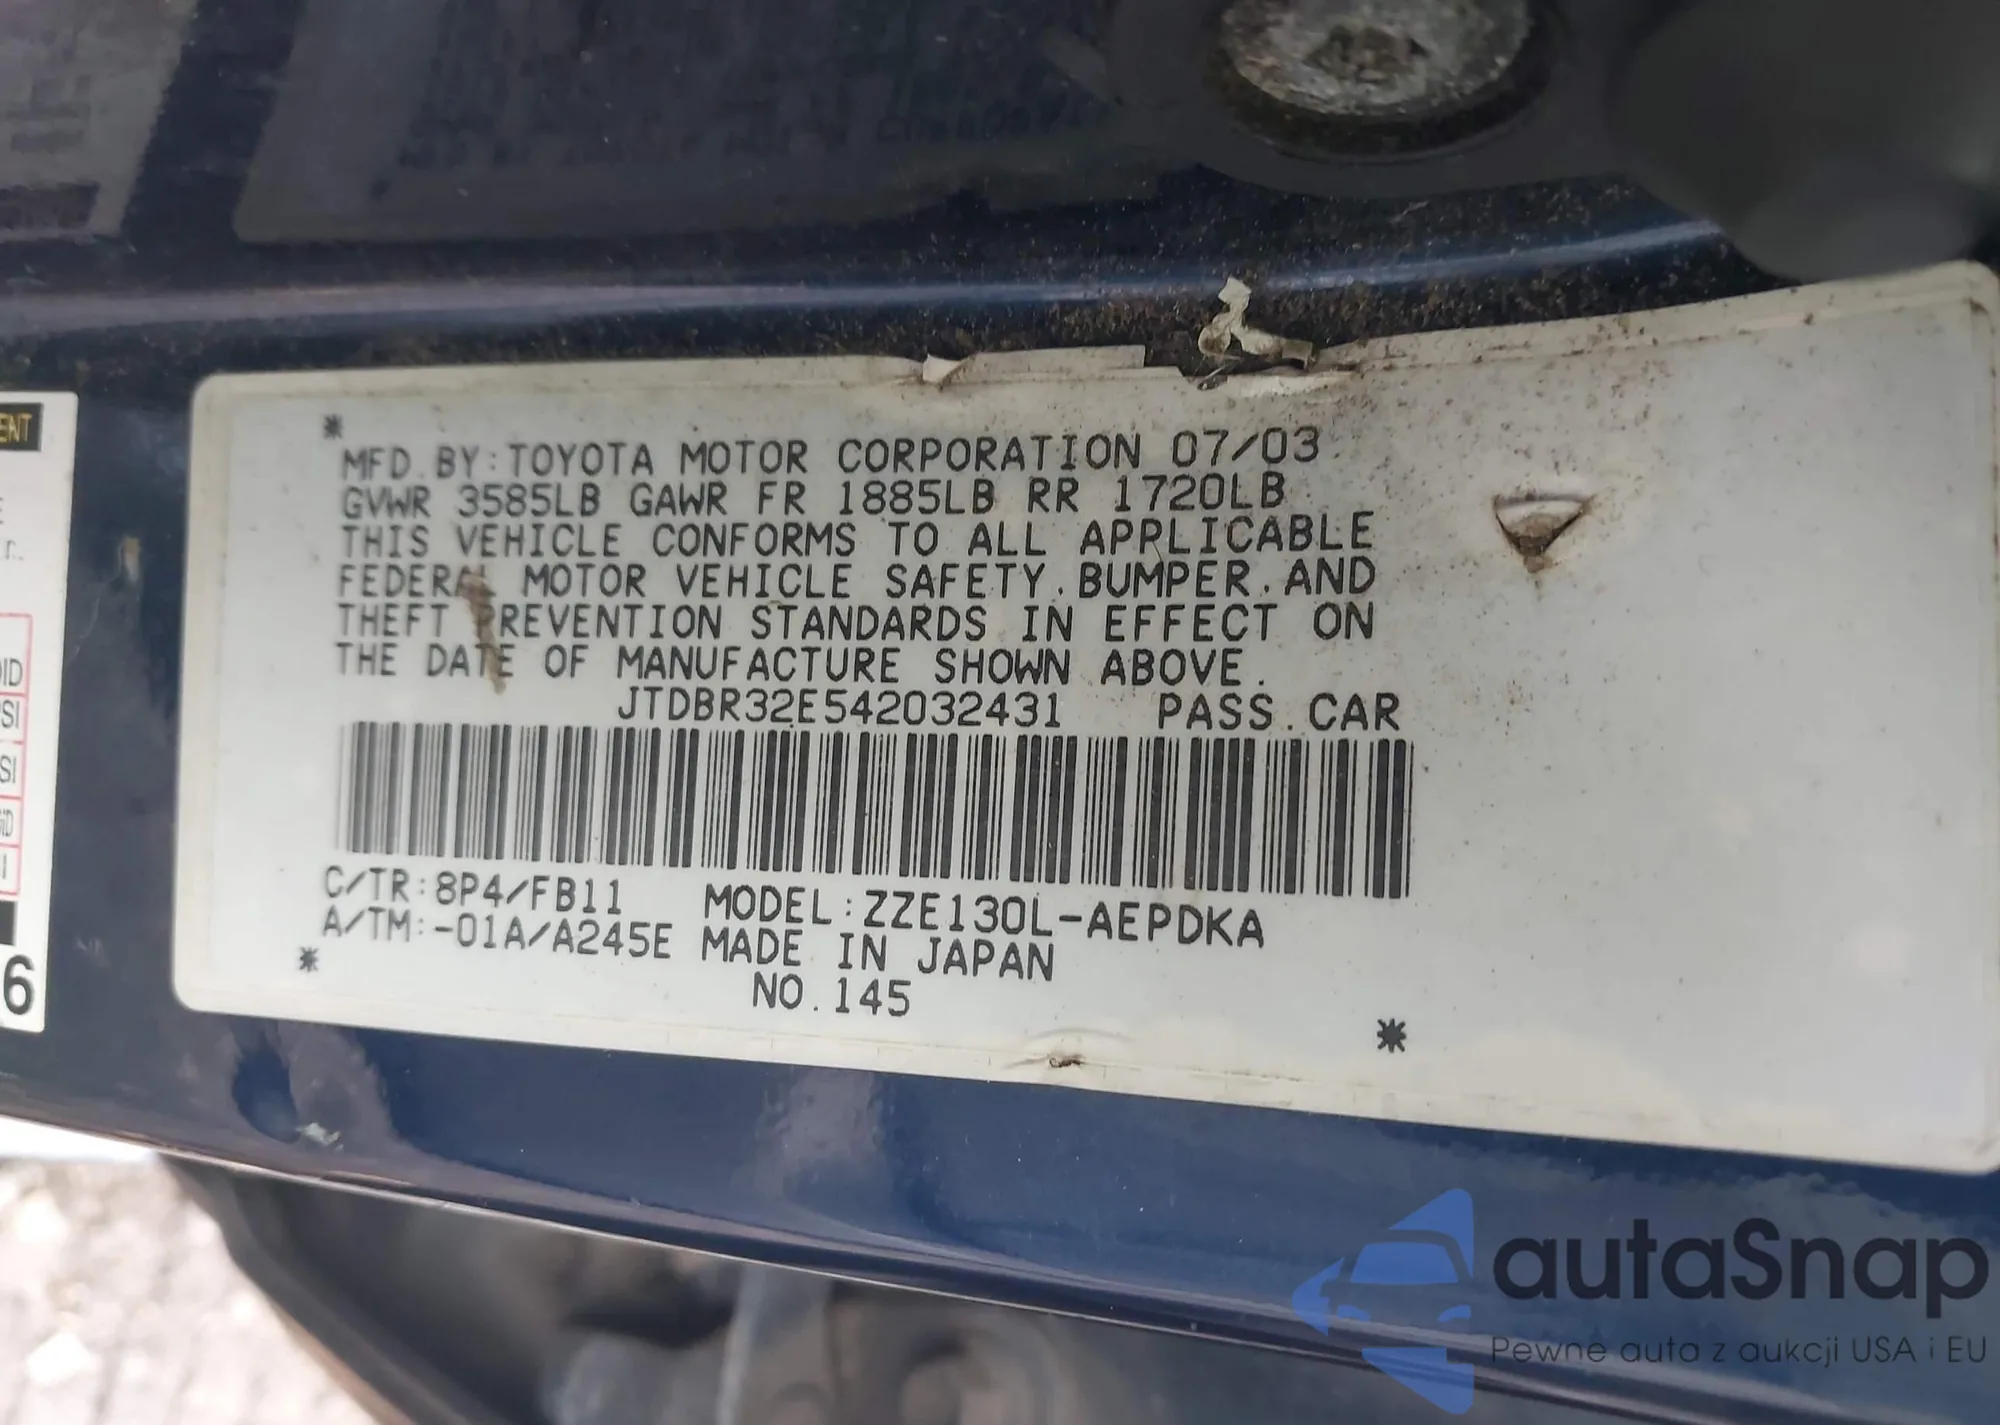 ENT
*
MFD.BY:TOYOTA MOTOR CORPORATION 07/03
GVWR 3585LB GAWR FR 1885LB RR 1720LB
THIS VEHICLE CONFORMS TO ALL APPLICABLE
FEDERAL MOTOR VEHICLE SAFETY,BUMPER,AND
THEFT PREVENTION STANDARDS IN EFFECT ON
THE DATE OF MANUFACTURE SHOWN ABOVE.
JTDBR32E542032431 PASS.CAR
C/TR:8P4/FB11 MODEL:ZZE130L-AEPDKA
A/TM:-01A/A245E MADE IN JAPAN
* NO.145
*
6
autaSnap
Pewne auta z aukcji USA i EU